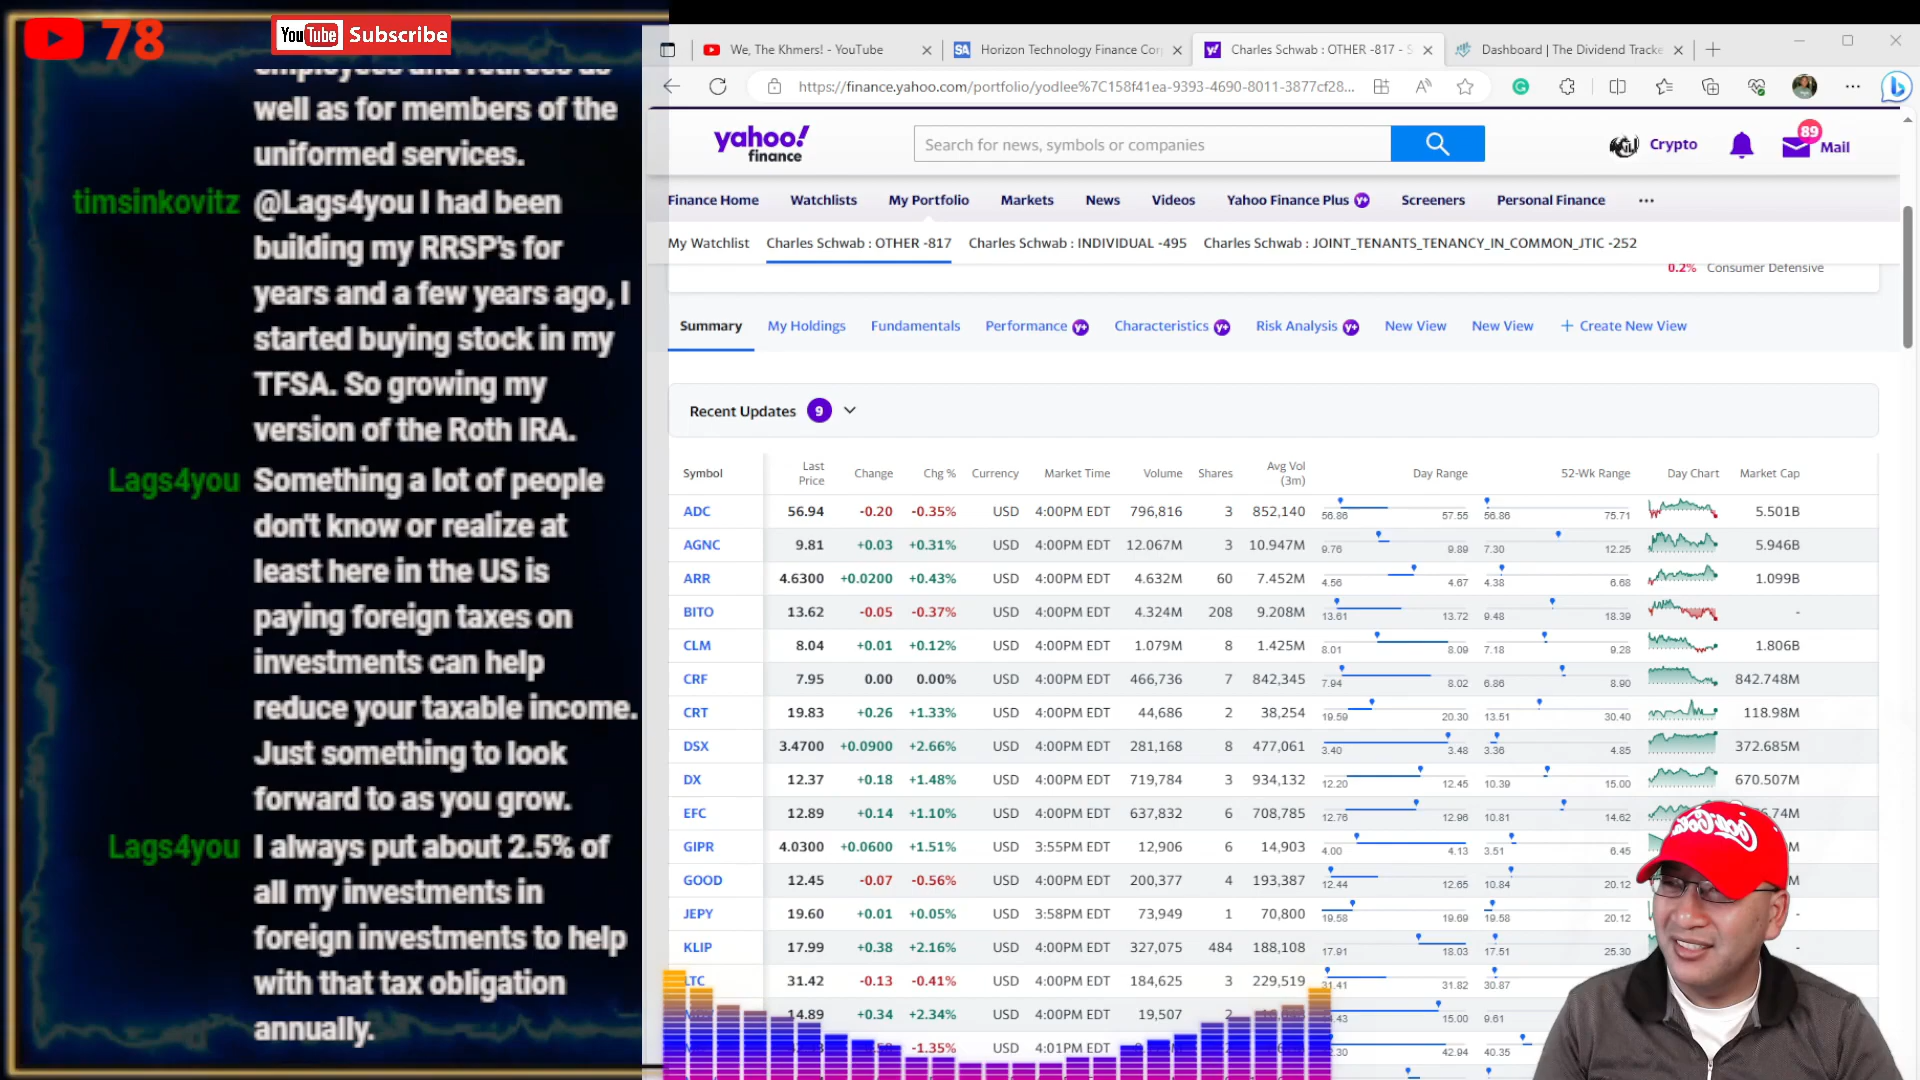 78
YouTube Subscribe
employees and retirees as
well as for members of the
uniformed services.
timsinkovitz @Lags4you I had been
building my RRSP's for
years and a few years ago, I
started buying stock in my
TFSA. So growing my
version of the Roth IRA.
Lags4you Something a lot of people
don't know or realize at
least here in the US is
paying foreign taxes on
investments can help
reduce your taxable income.
Just something to look
forward to as you grow.
Lags4you I always put about 2.5% of
all my investments in
foreign investments to help
with that tax obligation
annually.
We, The Khmers! - YouTube
Horizon Technology Finance Cor
Charles Schwab : OTHER -817 - S
Dashboard | The Dividend Tracke
https://finance.yahoo.com/portfolio/yodlee%7C158f41ea-9393-4690-8011-3877cf28...
yahoo! finance
Search for news, symbols or companies
Crypto
89 Mail
Finance Home Watchlists My Portfolio Markets News Videos Yahoo Finance Plus Screeners Personal Finance ...
My Watchlist Charles Schwab : OTHER -817 Charles Schwab : INDIVIDUAL -495 Charles Schwab : JOINT_TENANTS_TENANCY_IN_COMMON_JTIC -252
0.2% Consumer Defensive
Summary My Holdings Fundamentals Performance Characteristics Risk Analysis New View New View + Create New View
Recent Updates 9
Symbol Last Price Change Chg % Currency Market Time Volume Shares Avg Vol (3m) Day Range 52-Wk Range Day Chart Market Cap
ADC 56.94 -0.20 -0.35% USD 4:00PM EDT 796,816 3 852,140 56.86 57.55 56.86 75.71 5.501B
AGNC 9.81 +0.03 +0.31% USD 4:00PM EDT 12.067M 3 10.947M 9.76 9.89 7.30 12.25 5.946B
ARR 4.6300 +0.0200 +0.43% USD 4:00PM EDT 4.632M 60 7.452M 4.56 4.67 4.38 6.68 1.099B
BITO 13.62 -0.05 -0.37% USD 4:00PM EDT 4.324M 208 9.208M 13.61 13.72 9.48 18.39 -
CLM 8.04 +0.01 +0.12% USD 4:00PM EDT 1.079M 8 1.425M 8.01 8.09 7.18 9.28 1.806B
CRF 7.95 0.00 0.00% USD 4:00PM EDT 466,736 7 842,345 7.94 8.02 6.86 8.90 842.748M
CRT 19.83 +0.26 +1.33% USD 4:00PM EDT 44,686 2 38,254 19.59 20.30 13.51 30.40 118.98M
DSX 3.4700 +0.0900 +2.66% USD 4:00PM EDT 281,168 8 477,061 3.40 3.48 3.36 4.85 372.685M
DX 12.37 +0.18 +1.48% USD 4:00PM EDT 719,784 3 934,132 12.20 12.45 10.39 15.00 670.507M
EFC 12.89 +0.14 +1.10% USD 4:00PM EDT 637,832 6 708,785 12.76 12.96 10.81 14.62
GIPR 4.0300 +0.0600 +1.51% USD 3:55PM EDT 12,906 6 14,903 4.00 4.13 3.51 6.45
GOOD 12.45 -0.07 -0.56% USD 4:00PM EDT 200,377 4 193,387 12.44 12.65 10.84 20.12
JEPY 19.60 +0.01 +0.05% USD 3:58PM EDT 73,949 1 70,800 19.58 19.69 19.58 20.12 -
KLIP 17.99 +0.38 +2.16% USD 4:00PM EDT 327,075 484 188,108 17.91 18.03 17.51 25.30 -
LTC 31.42 -0.13 -0.41% USD 4:00PM EDT 184,625 3 229,519 31.41 31.82 30.87
14.89 +0.34 +2.34% USD 4:00PM EDT 19,507 2 15.00 9.61
-1.35% USD 4:01PM EDT 42.94 40.35
Coca-Cola